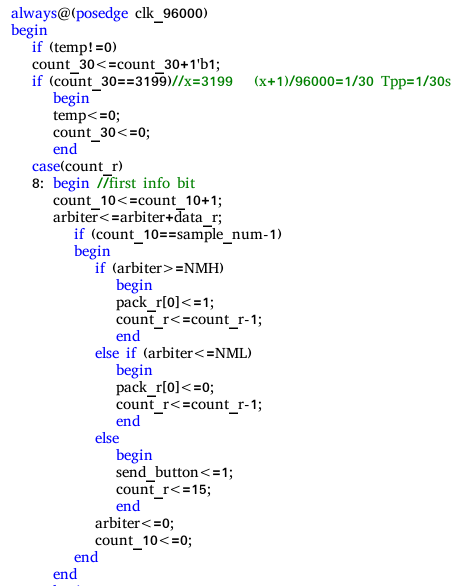 always@(posedge clk_96000)
begin
if (temp!=0)
count_30<=count_30+1'b1;
if (count_30==3199)//x=3199 (x+1)/96000=1/30 Tpp=1/30s
begin
temp<=0;
count_30<=0;
end
case(count_r)
8: begin //first info bit
count_10<=count_10+1;
arbiter<=arbiter+data_r;
if (count_10==sample_num-1)
begin
if (arbiter>=NMH)
begin
pack_r[0]<=1;
count_r<=count_r-1;
end
else if (arbiter<=NML)
begin
pack_r[0]<=0;
count_r<=count_r-1;
end
else
begin
send_button<=1;
count_r<=15;
end
arbiter<=0;
count_10<=0;
end
end